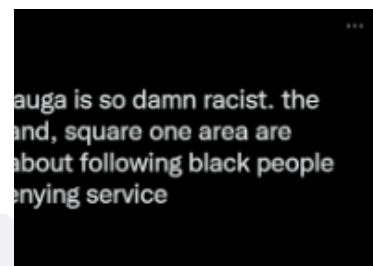 auga is so damn racist. the
and, square one area are
about following black people
enying service